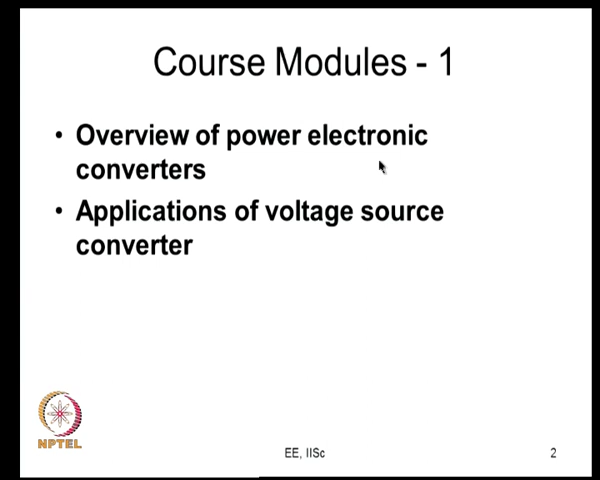 Course Modules - 1
• Overview of power electronic
converters
• Applications of voltage source
converter
NPTEL
EE, IISc
2